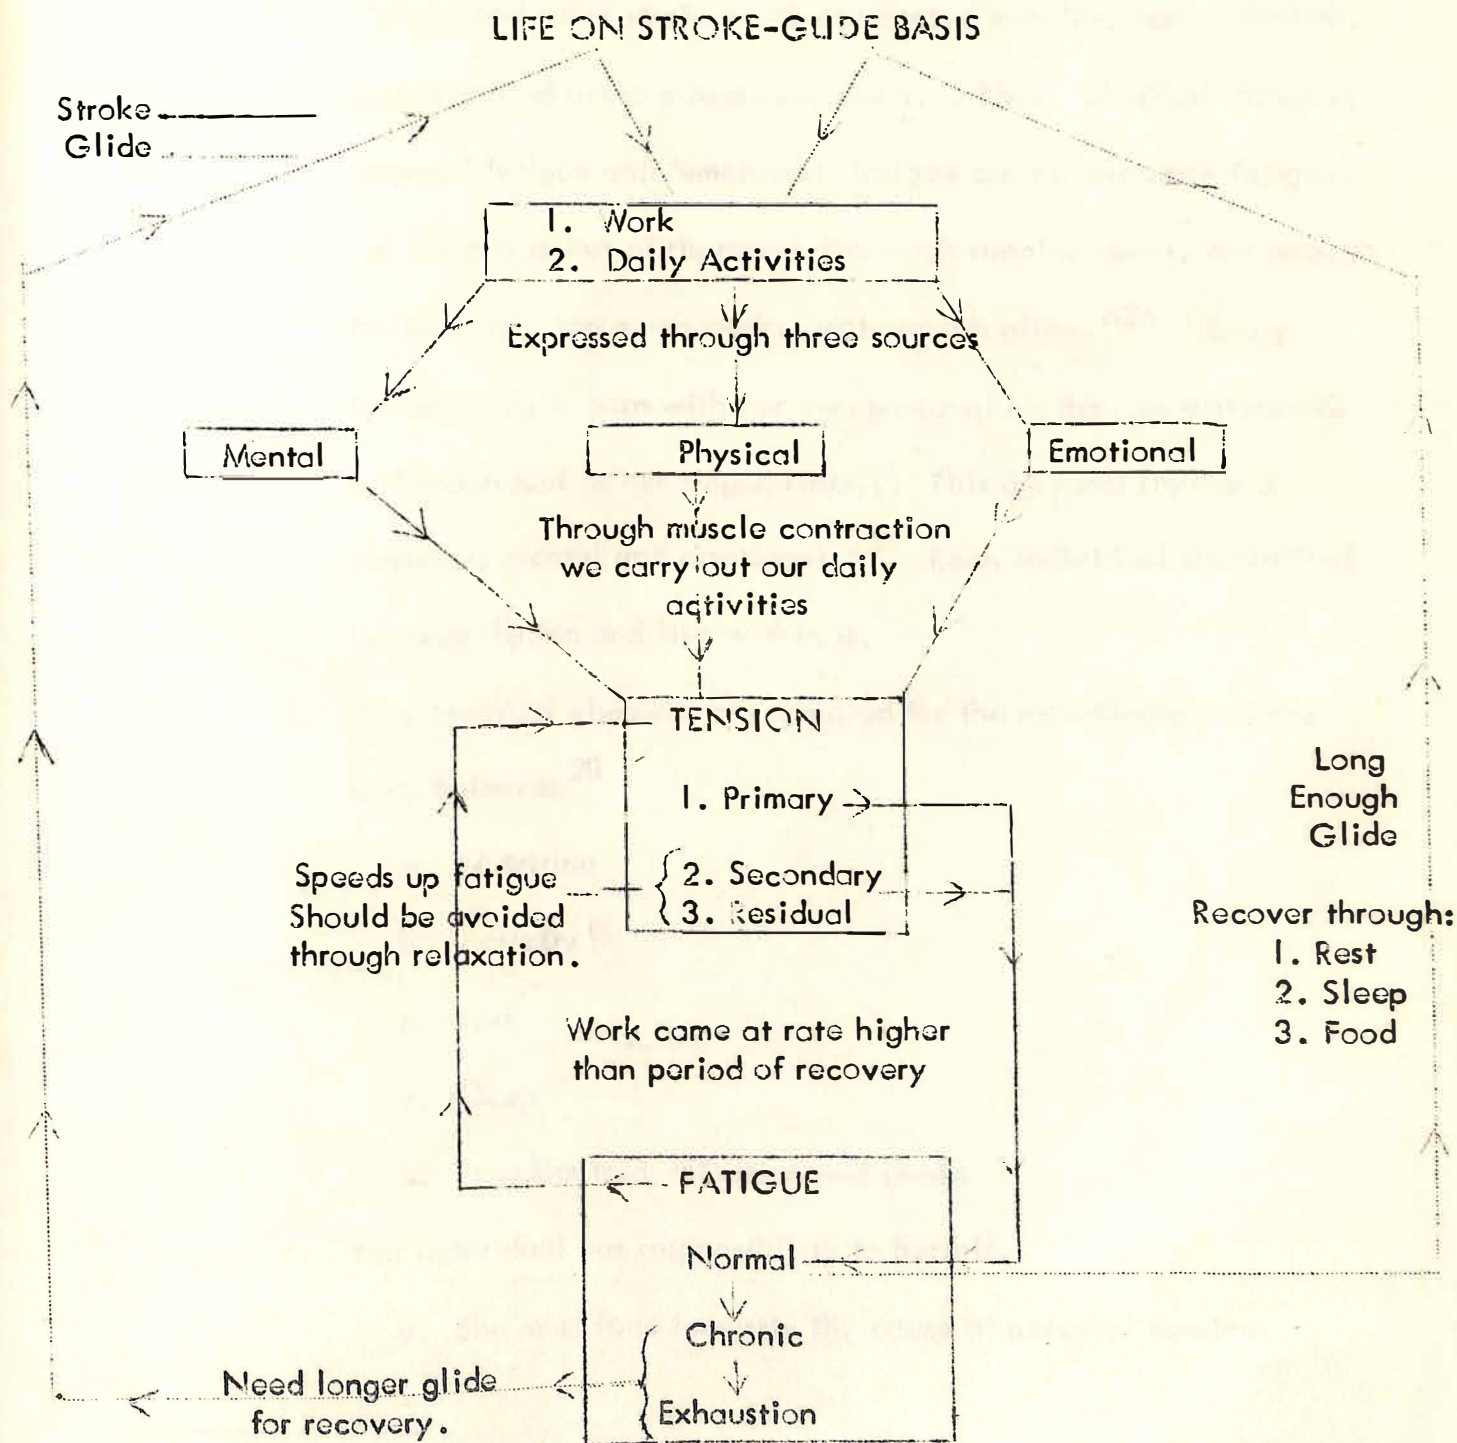 LIFE ON STROKE-GLIDE BASIS
Stroke
Glide
1. Work
2. Daily Activities
Expressed through three sources
Mental
Physical
Emotional
Through muscle contraction
we carry out our daily
activities
TENSION
1. Primary
2. Secondary
3. Residual
Speeds up fatigue
Should be avoided
through relaxation.
Long
Enough
Glide
Recover through:
1. Rest
2. Sleep
3. Food
Work came at rate higher
than period of recovery
FATIGUE
Normal
Chronic
Exhaustion
Need longer glide
for recovery.